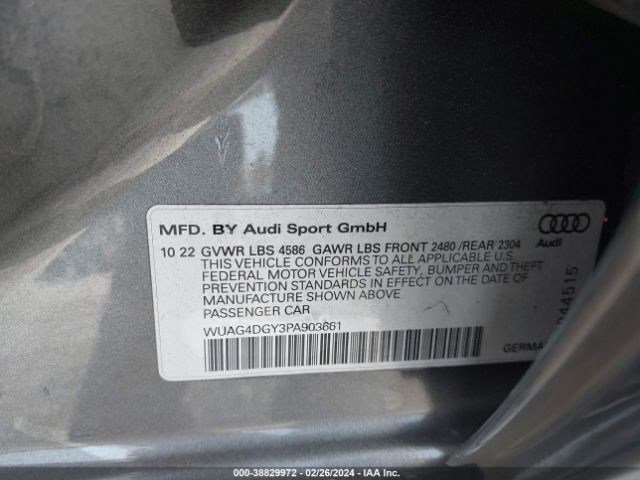 MFD. BY Audi Sport GmbH
10 22 GVWR LBS 4586 GAWR LBS FRONT 2480 /REAR 2304
THIS VEHICLE CONFORMS TO ALL APPLICABLE U.S.
FEDERAL MOTOR VEHICLE SAFETY, BUMPER AND THEFT
PREVENTION STANDARDS IN EFFECT ON THE DATE OF
MANUFACTURE SHOWN ABOVE
PASSENGER CAR
WUAG4DGY3PA903661
Audi
000-38829972 - 02/26/2024 - IAA Inc.